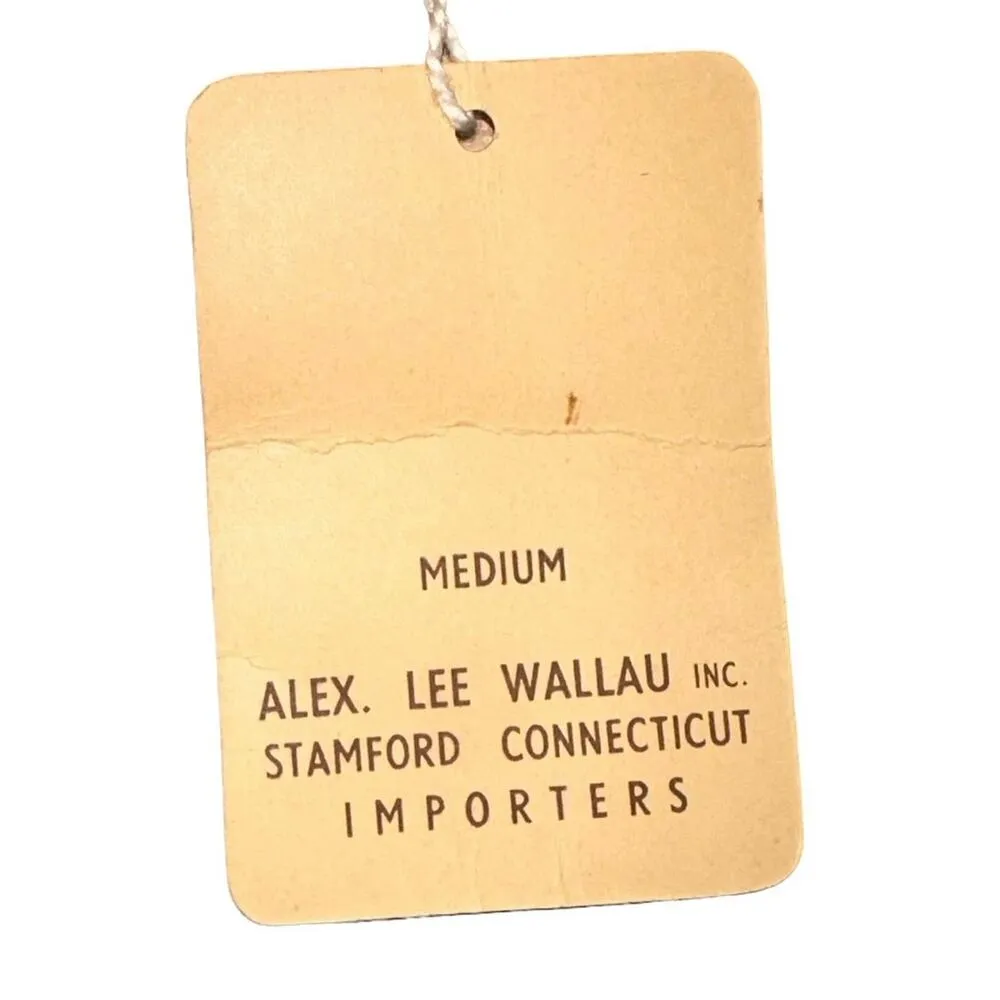 MEDIUM
ALEX. LEE WALLAU INC.
STAMFORD CONNECTICUT
IMPORTERS